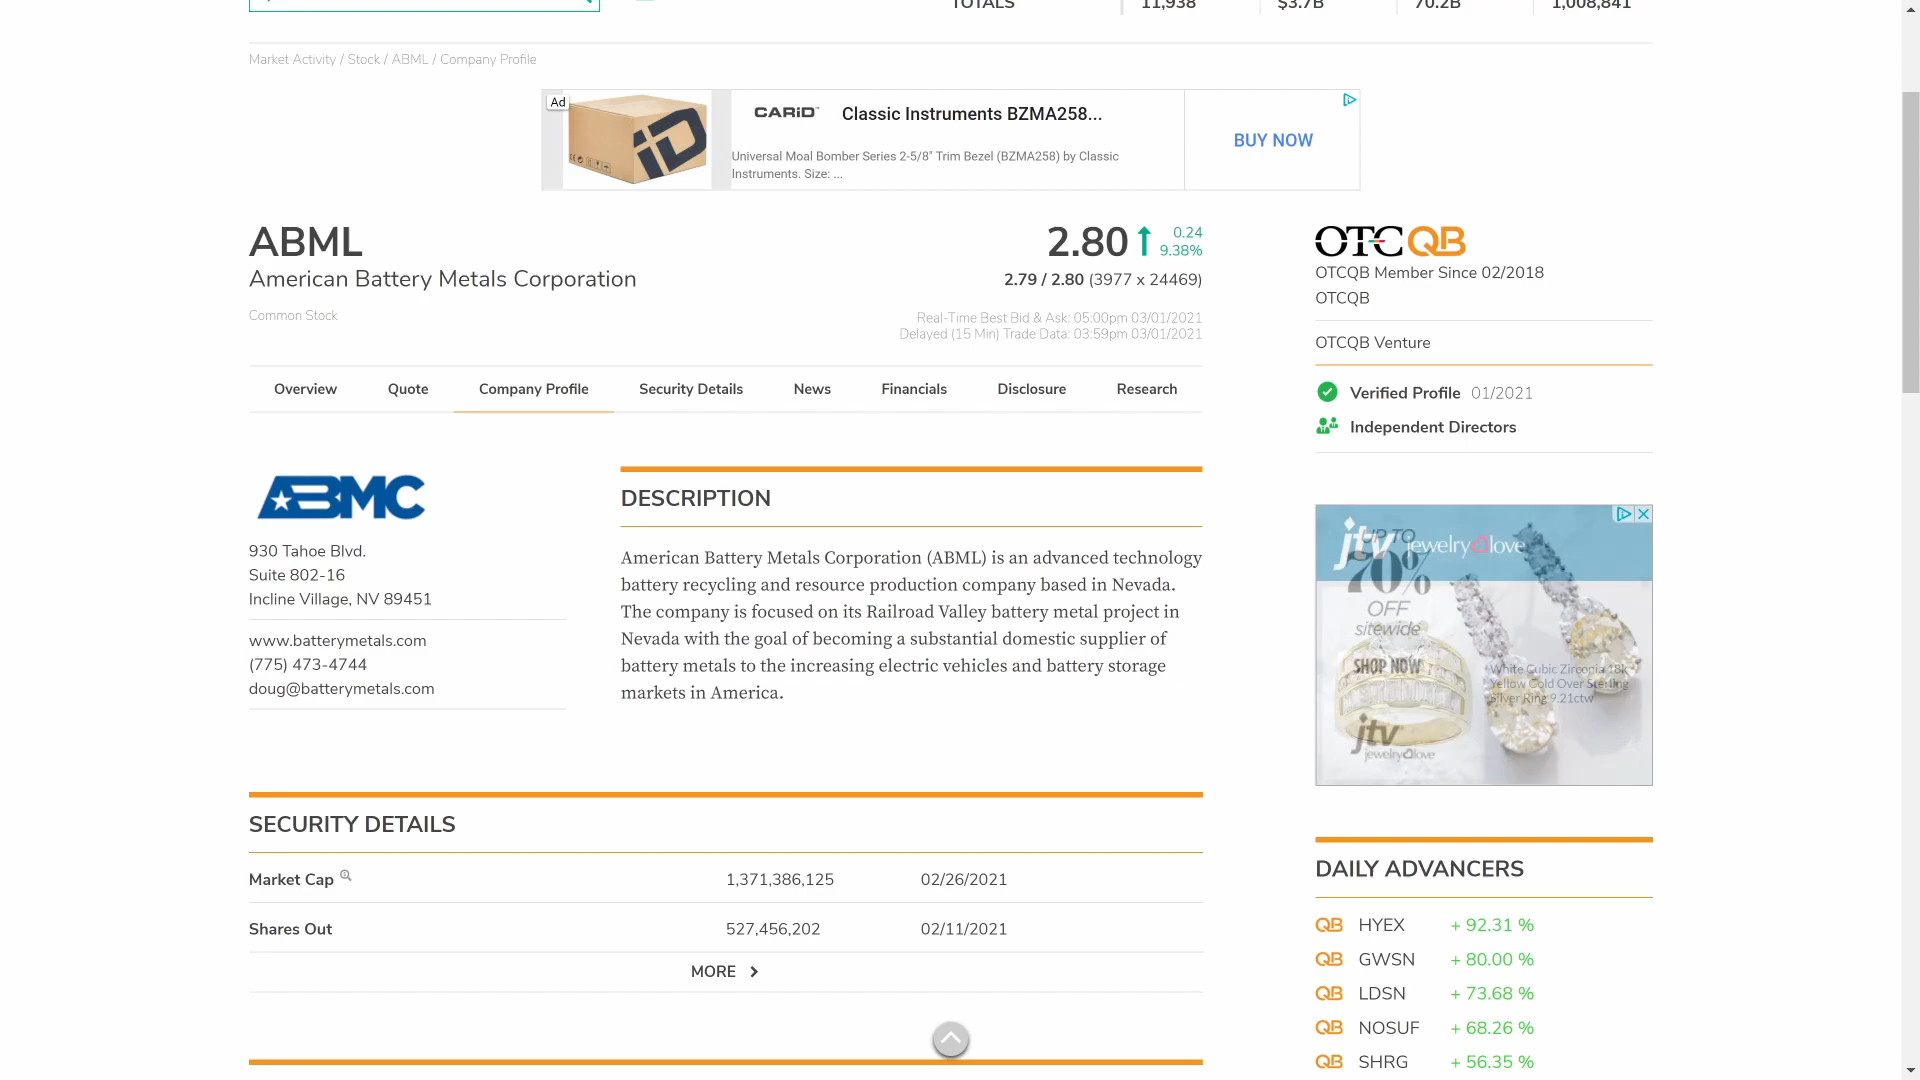 TOTALS 11,938 $3.7B 70.2B 1,008,841
Market Activity / Stock / ABML / Company Profile
Ad
CARiD
Classic Instruments BZMA258...
Universal Moal Bomber Series 2-5/8" Trim Bezel (BZMA258) by Classic
Instruments. Size: ...
BUY NOW
ABML
American Battery Metals Corporation
Common Stock
2.80
0.24
9.38%
2.79 / 2.80 (3977 x 24469)
Real-Time Best Bid & Ask: 05:00pm 03/01/2021
Delayed (15 Min) Trade Data: 03:59pm 03/01/2021
OTCQB
OTCQB Member Since 02/2018
OTCQB
OTCQB Venture
Verified Profile 01/2021
Independent Directors
Overview Quote Company Profile Security Details News Financials Disclosure Research
ABMC
930 Tahoe Blvd.
Suite 802-16
Incline Village, NV 89451
www.batterymetals.com
(775) 473-4744
doug@batterymetals.com
DESCRIPTION
American Battery Metals Corporation (ABML) is an advanced technology
battery recycling and resource production company based in Nevada.
The company is focused on its Railroad Valley battery metal project in
Nevada with the goal of becoming a substantial domestic supplier of
battery metals to the increasing electric vehicles and battery storage
markets in America.
jtv jewelry love
UP TO
70%
OFF
sitewide
SHOP NOW
White Cubic Zirconia 18k
Yellow Gold Over Sterling
Silver Ring 9.21ctw
jtv
jewelry love
SECURITY DETAILS
Market Cap 1,371,386,125 02/26/2021
Shares Out 527,456,202 02/11/2021
MORE
DAILY ADVANCERS
QB HYEX + 92.31 %
QB GWSN + 80.00 %
QB LDSN + 73.68 %
QB NOSUF + 68.26 %
QB SHRG + 56.35 %